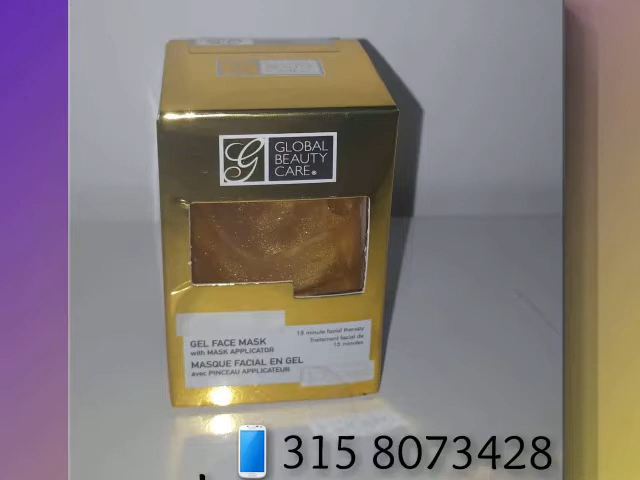 G GLOBAL
BEAUTY
CARE®
GEL FACE MASK
with MASK APPLICATOR
MASQUE FACIAL EN GEL
avec PINCEAU APPLICATEUR
15 minute facial therapy
Traitement facial de
15 minutes
315 8073428